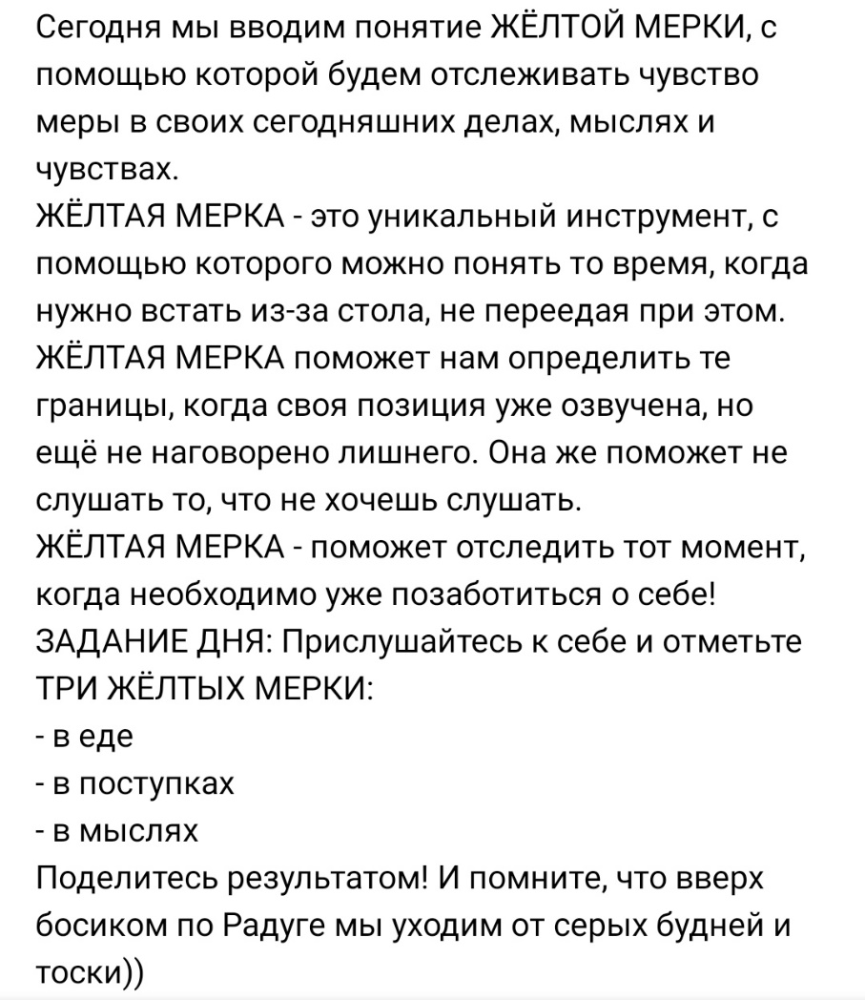 Сегодня мы вводим понятие ЖЁЛТОЙ МЕРКИ, с
помощью которой будем отслеживать чувство
меры в своих сегодняшних делах, мыслях и
чувствах.
ЖЁЛТАЯ МЕРКА - это уникальный инструмент, с
помощью которого можно понять то время, когда
нужно встать из-за стола, не переедая при этом.
ЖЁЛТАЯ МЕРКА поможет нам определить те
границы, когда своя позиция уже озвучена, но
ещё не наговорено лишнего. Она же поможет не
слушать то, что не хочешь слушать.
ЖЁЛТАЯ МЕРКА - поможет отследить тот момент,
когда необходимо уже позаботиться о себе!
ЗАДАНИЕ ДНЯ: Прислушайтесь к себе и отметьте
ТРИ ЖЁЛТЫХ МЕРКИ:
- в еде
- в поступках
- в мыслях
Поделитесь результатом! И помните, что вверх
босиком по Радуге мы уходим от серых будней и
тоски))